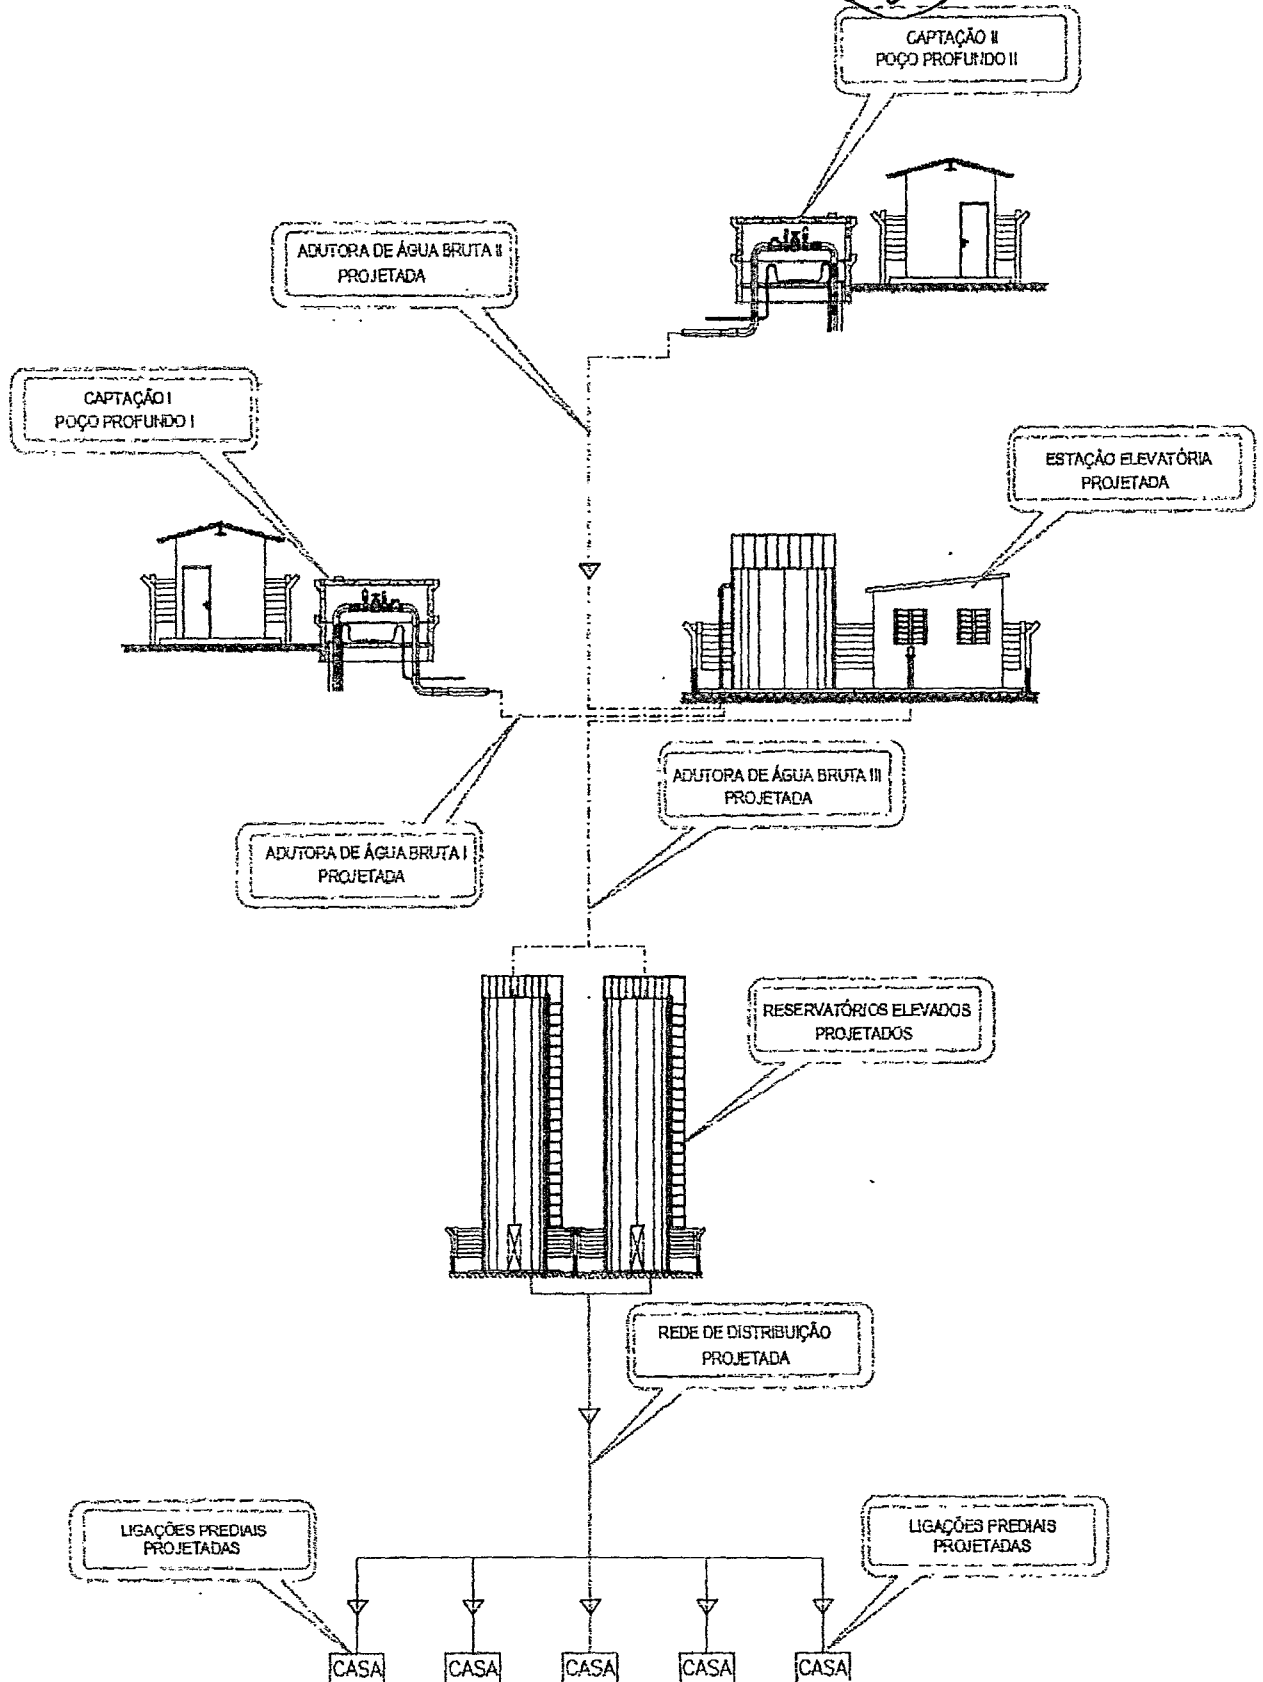 CAPTAÇÃO II
POÇO PROFUNDO II
ADUTORA DE ÁGUA BRUTA II
PROJETADA
CAPTAÇÃO I
POÇO PROFUNDO I
ESTAÇÃO ELEVATÓRIA
PROJETADA
ADUTORA DE ÁGUA BRUTA III
PROJETADA
ADUTORA DE ÁGUA BRUTA I
PROJETADA
RESERVATÓRIOS ELEVADOS
PROJETADOS
REDE DE DISTRIBUIÇÃO
PROJETADA
LIGAÇÕES PREDIAIS
PROJETADAS
LIGAÇÕES PREDIAIS
PROJETADAS
CASA
CASA
CASA
CASA
CASA